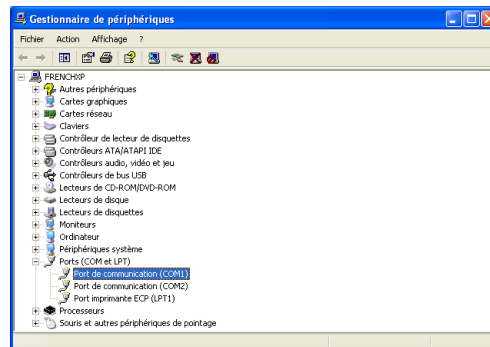 Gestionnaire de périphériques
Fichier Action Affichage ?
FRENCHXP
Autres périphériques
Cartes graphiques
Cartes réseau
Claviers
Contrôleur de lecteur de disquettes
Contrôleurs ATA/ATAPI IDE
Contrôleurs audio, vidéo et jeu
Contrôleurs de bus USB
Lecteurs de CD-ROM/DVD-ROM
Lecteurs de disque
Lecteurs de disquettes
Moniteurs
Ordinateur
Périphériques système
Ports (COM et LPT)
Port de communication (COM1)
Port de communication (COM2)
Port imprimante ECP (LPT1)
Processeurs
Souris et autres périphériques de pointage